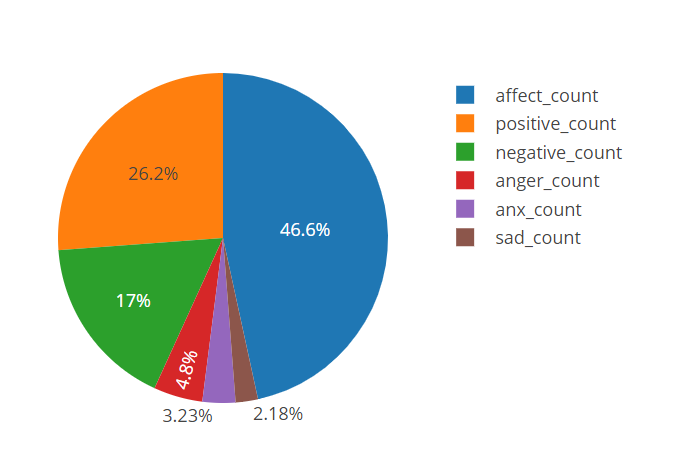 affect_count
positive_count
negative_count
anger_count
anx_count
sad_count
26.2%
46.6%
17%
4.8%
3.23%
2.18%